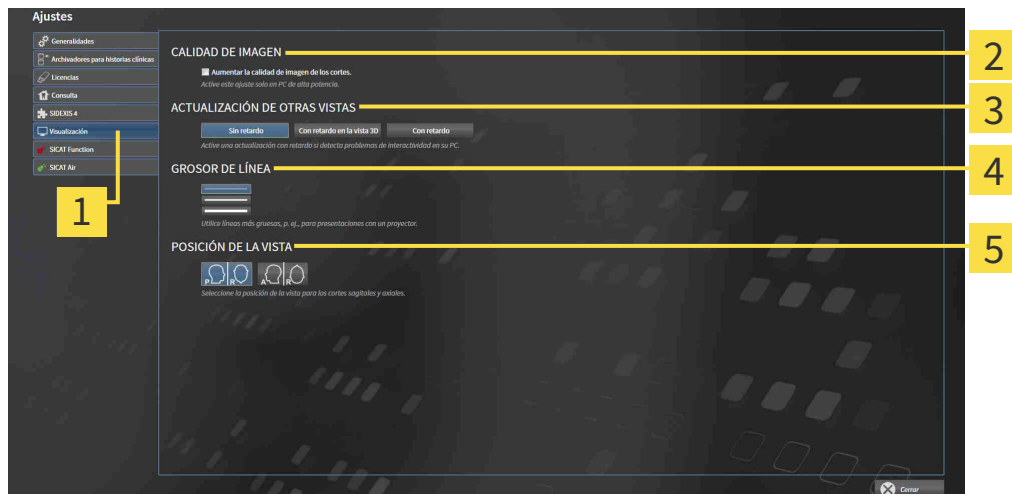 Ajustes
Generalidades
Archivadores para historias clínicas
Licencias
Consulta
SIDEXIS 4
Visualización
SICAT Function
SICAT Air
1
CALIDAD DE IMAGEN
2
Aumentar la calidad de imagen de los cortes.
Active este ajuste solo en PC de alta potencia.
ACTUALIZACIÓN DE OTRAS VISTAS
3
Sin retardo Con retardo en la vista 3D Con retardo
Active una actualización con retardo si detecta problemas de interactividad en su PC.
GROSOR DE LÍNEA
4
Utilice líneas más gruesas, p. ej., para presentaciones con un proyector.
POSICIÓN DE LA VISTA
5
P R A R
Seleccione la posición de la vista para los cortes sagitales y axiales.
Cerrar